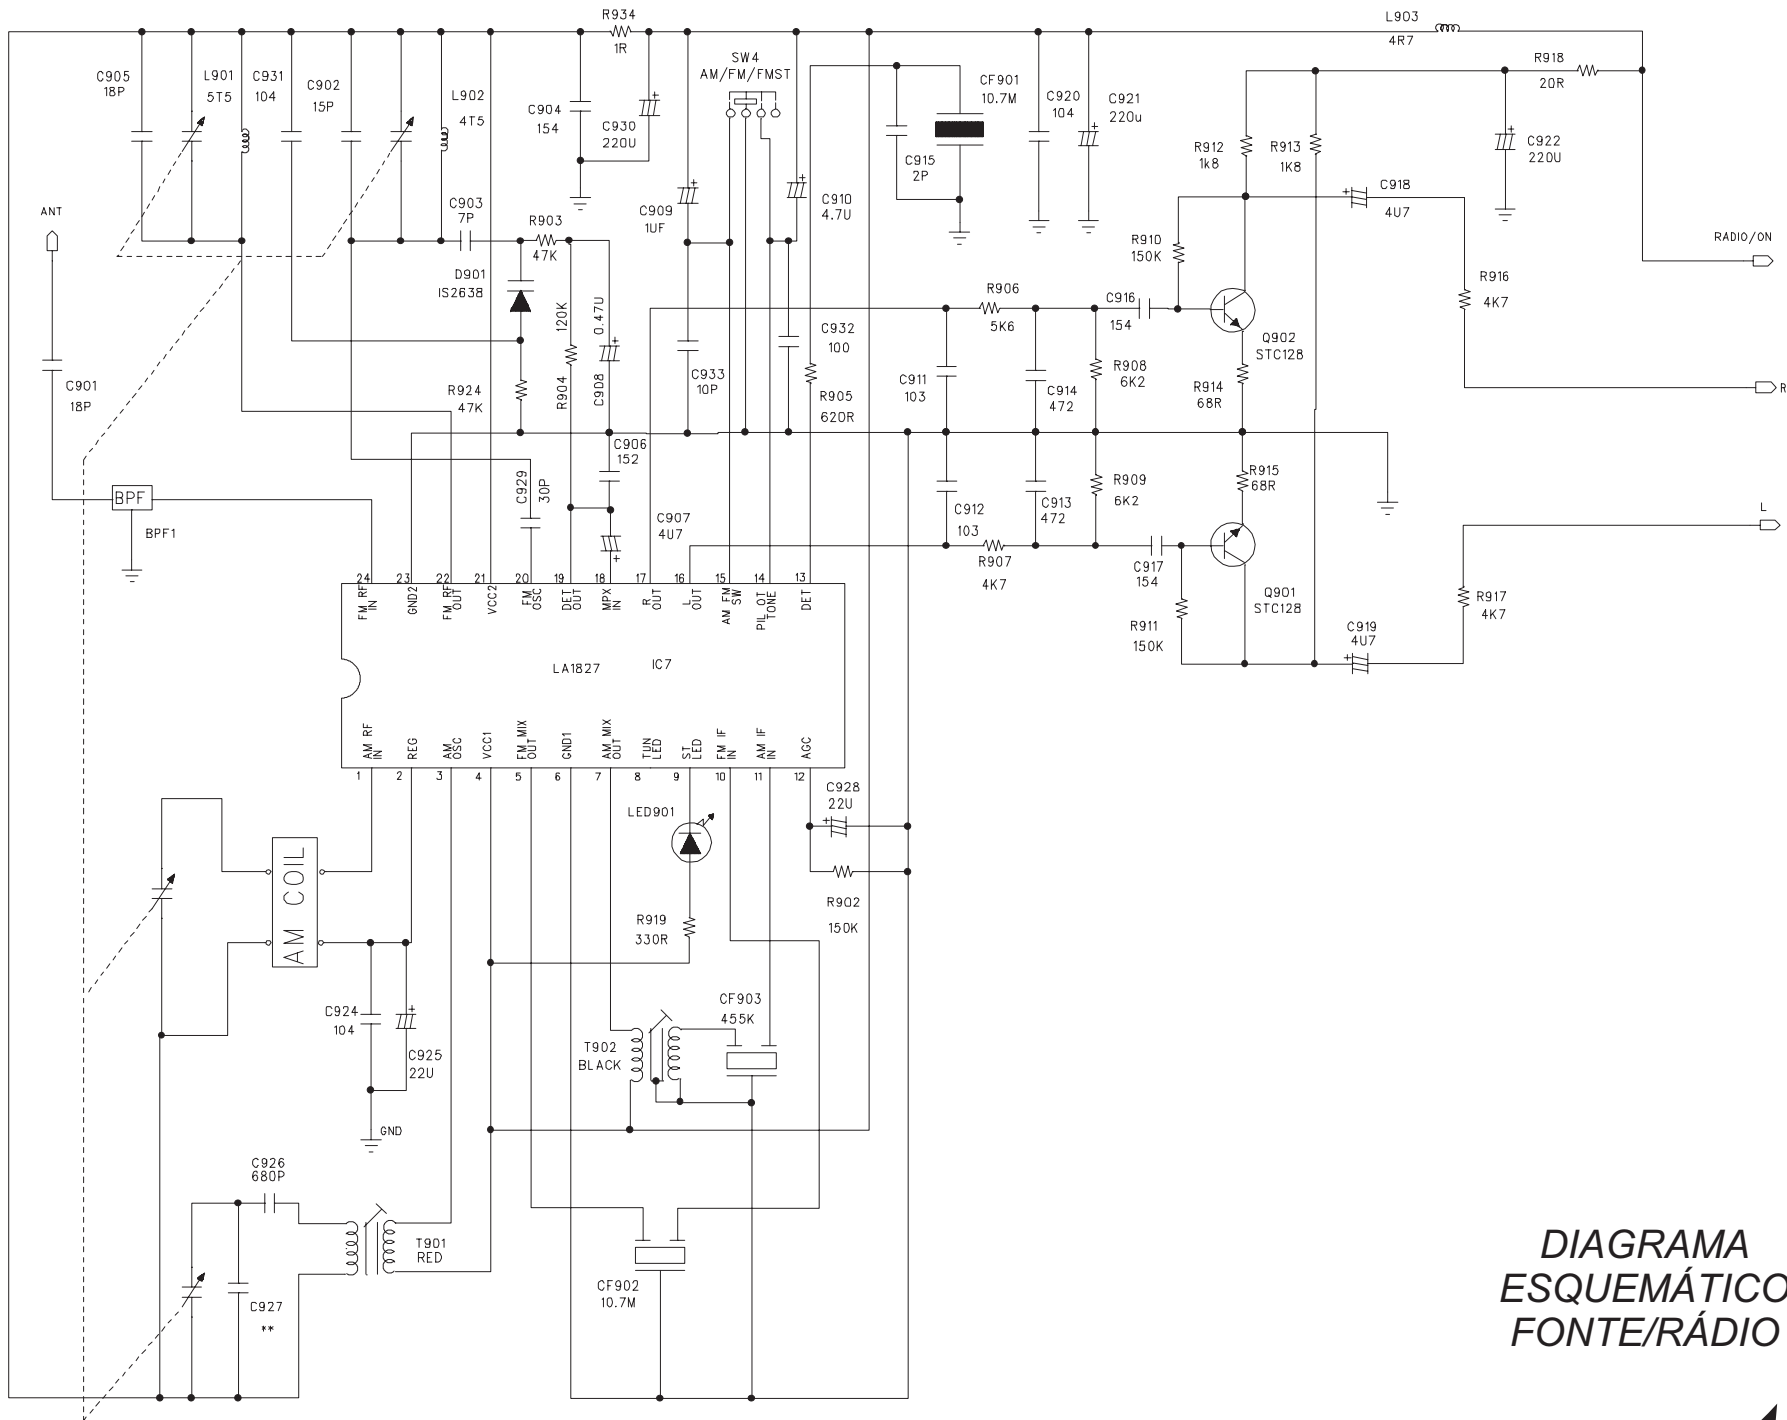 R934
1R
L903
4R7
C905
18P
L901
5T5
C931
104
C902
15P
L902
4T5
C904
154
C930
220U
SW4
AM/FM/FMST
CF901
10.7M
C915
2P
C920
104
C921
220u
R918
20R
R912
1k8
R913
1K8
C922
220U
ANT
C903
7P
R903
47K
C909
1UF
C910
4.7U
C918
4U7
R910
150K
RADIO/ON
D901
IS2638
120K
R904
0.47U
C908
R906
5K6
C916
154
R916
4K7
C932
100
C933
10P
Q902
STC128
C901
18P
R924
47K
R905
620R
C911
103
C914
472
R908
6K2
R914
68R
R
C906
152
C929
30P
C907
4U7
C912
103
C913
472
R909
6K2
R915
68R
L
BPF
BPF1
R907
4K7
C917
154
Q901
STC128
R911
150K
C919
4U7
R917
4K7
24 23 22 21 20 19 18 17 16 15 14 13
FM RF IN
GND2
FM RF OUT
VCC2
FM OSC
DET OUT
MPX IN
R OUT
L OUT
AM FM SW
PILOT TONE
DET
LA1827
IC7
AM RF IN
REG
AM OSC
VCC1
FM MIX OUT
GND1
AM MIX OUT
TUN LED
ST LED
FM IF IN
AM IF IN
AGC
1 2 3 4 5 6 7 8 9 10 11 12
C928
22U
LED901
AM COIL
R902
150K
R919
330R
C924
104
C925
22U
CF903
455K
T902
BLACK
GND
C926
680P
T901
RED
C927
**
CF902
10.7M
DIAGRAMA
ESQUEMÁTICO
FONTE/RÁDIO